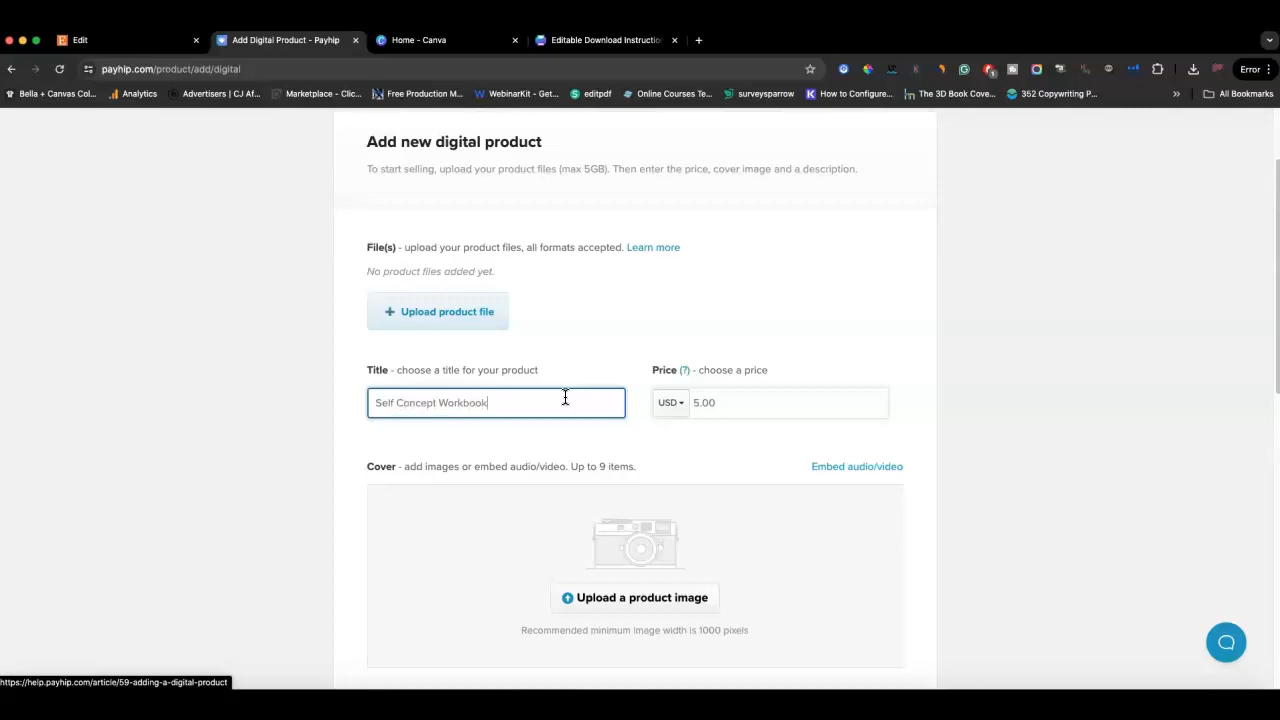 Edit
Add Digital Product - Payhip
Home - Canva
Editable Download Instructio
payhip.com/product/add/digital
Error
Bella + Canvas Col...
Analytics
Advertisers | CJ Af...
Marketplace - Clic...
Free Production M...
WebinarKit - Get...
editpdf
Online Courses Te...
surveysparrow
How to Configure...
The 3D Book Cove...
352 Copywriting P...
All Bookmarks
Add new digital product
To start selling, upload your product files (max 5GB). Then enter the price, cover image and a description.
File(s) - upload your product files, all formats accepted. Learn more
No product files added yet.
+ Upload product file
Title - choose a title for your product
Price (?) - choose a price
Self Concept Workbook
USD
5.00
Cover - add images or embed audio/video. Up to 9 items.
Embed audio/video
Upload a product image
Recommended minimum image width is 1000 pixels
https://help.payhip.com/article/59-adding-a-digital-product